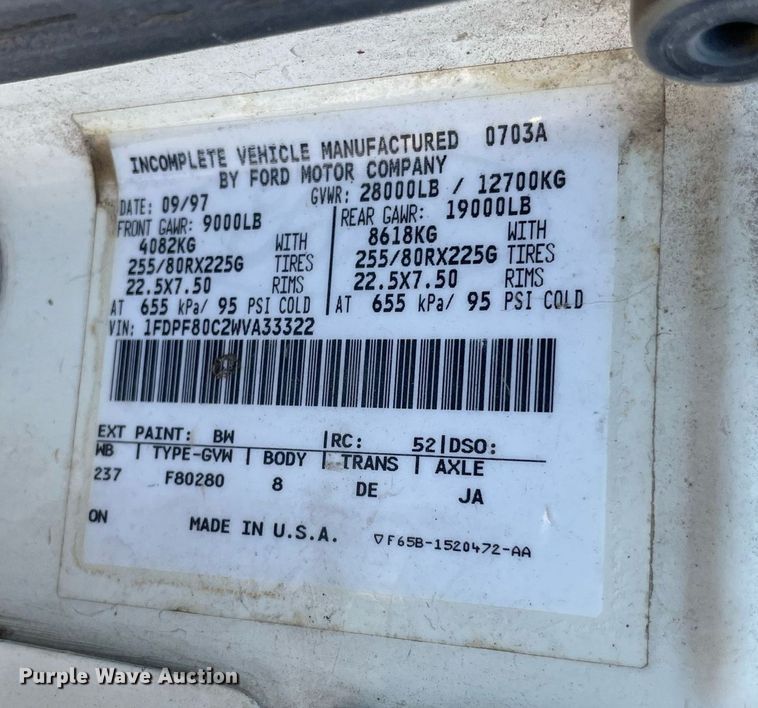 INCOMPLETE VEHICLE MANUFACTURED 0703A
BY FORD MOTOR COMPANY
DATE: 09/97 GVWR: 28000LB / 12700KG
FRONT GAWR: 9000LB REAR GAWR: 19000LB
4082KG WITH 8618KG WITH
255/80RX225G TIRES 255/80RX225G TIRES
22.5X7.50 RIMS 22.5X7.50 RIMS
AT 655 kPa/ 95 PSI COLD AT 655 kPa/ 95 PSI COLD
VIN: 1FDPF80C2WVA33322
EXT PAINT: BW RC: 52 DSO:
WB TYPE-GVW BODY TRANS AXLE
237 F80280 8 DE JA
ON MADE IN U.S.A. ▽F65B-1520472-AA
Purple Wave Auction